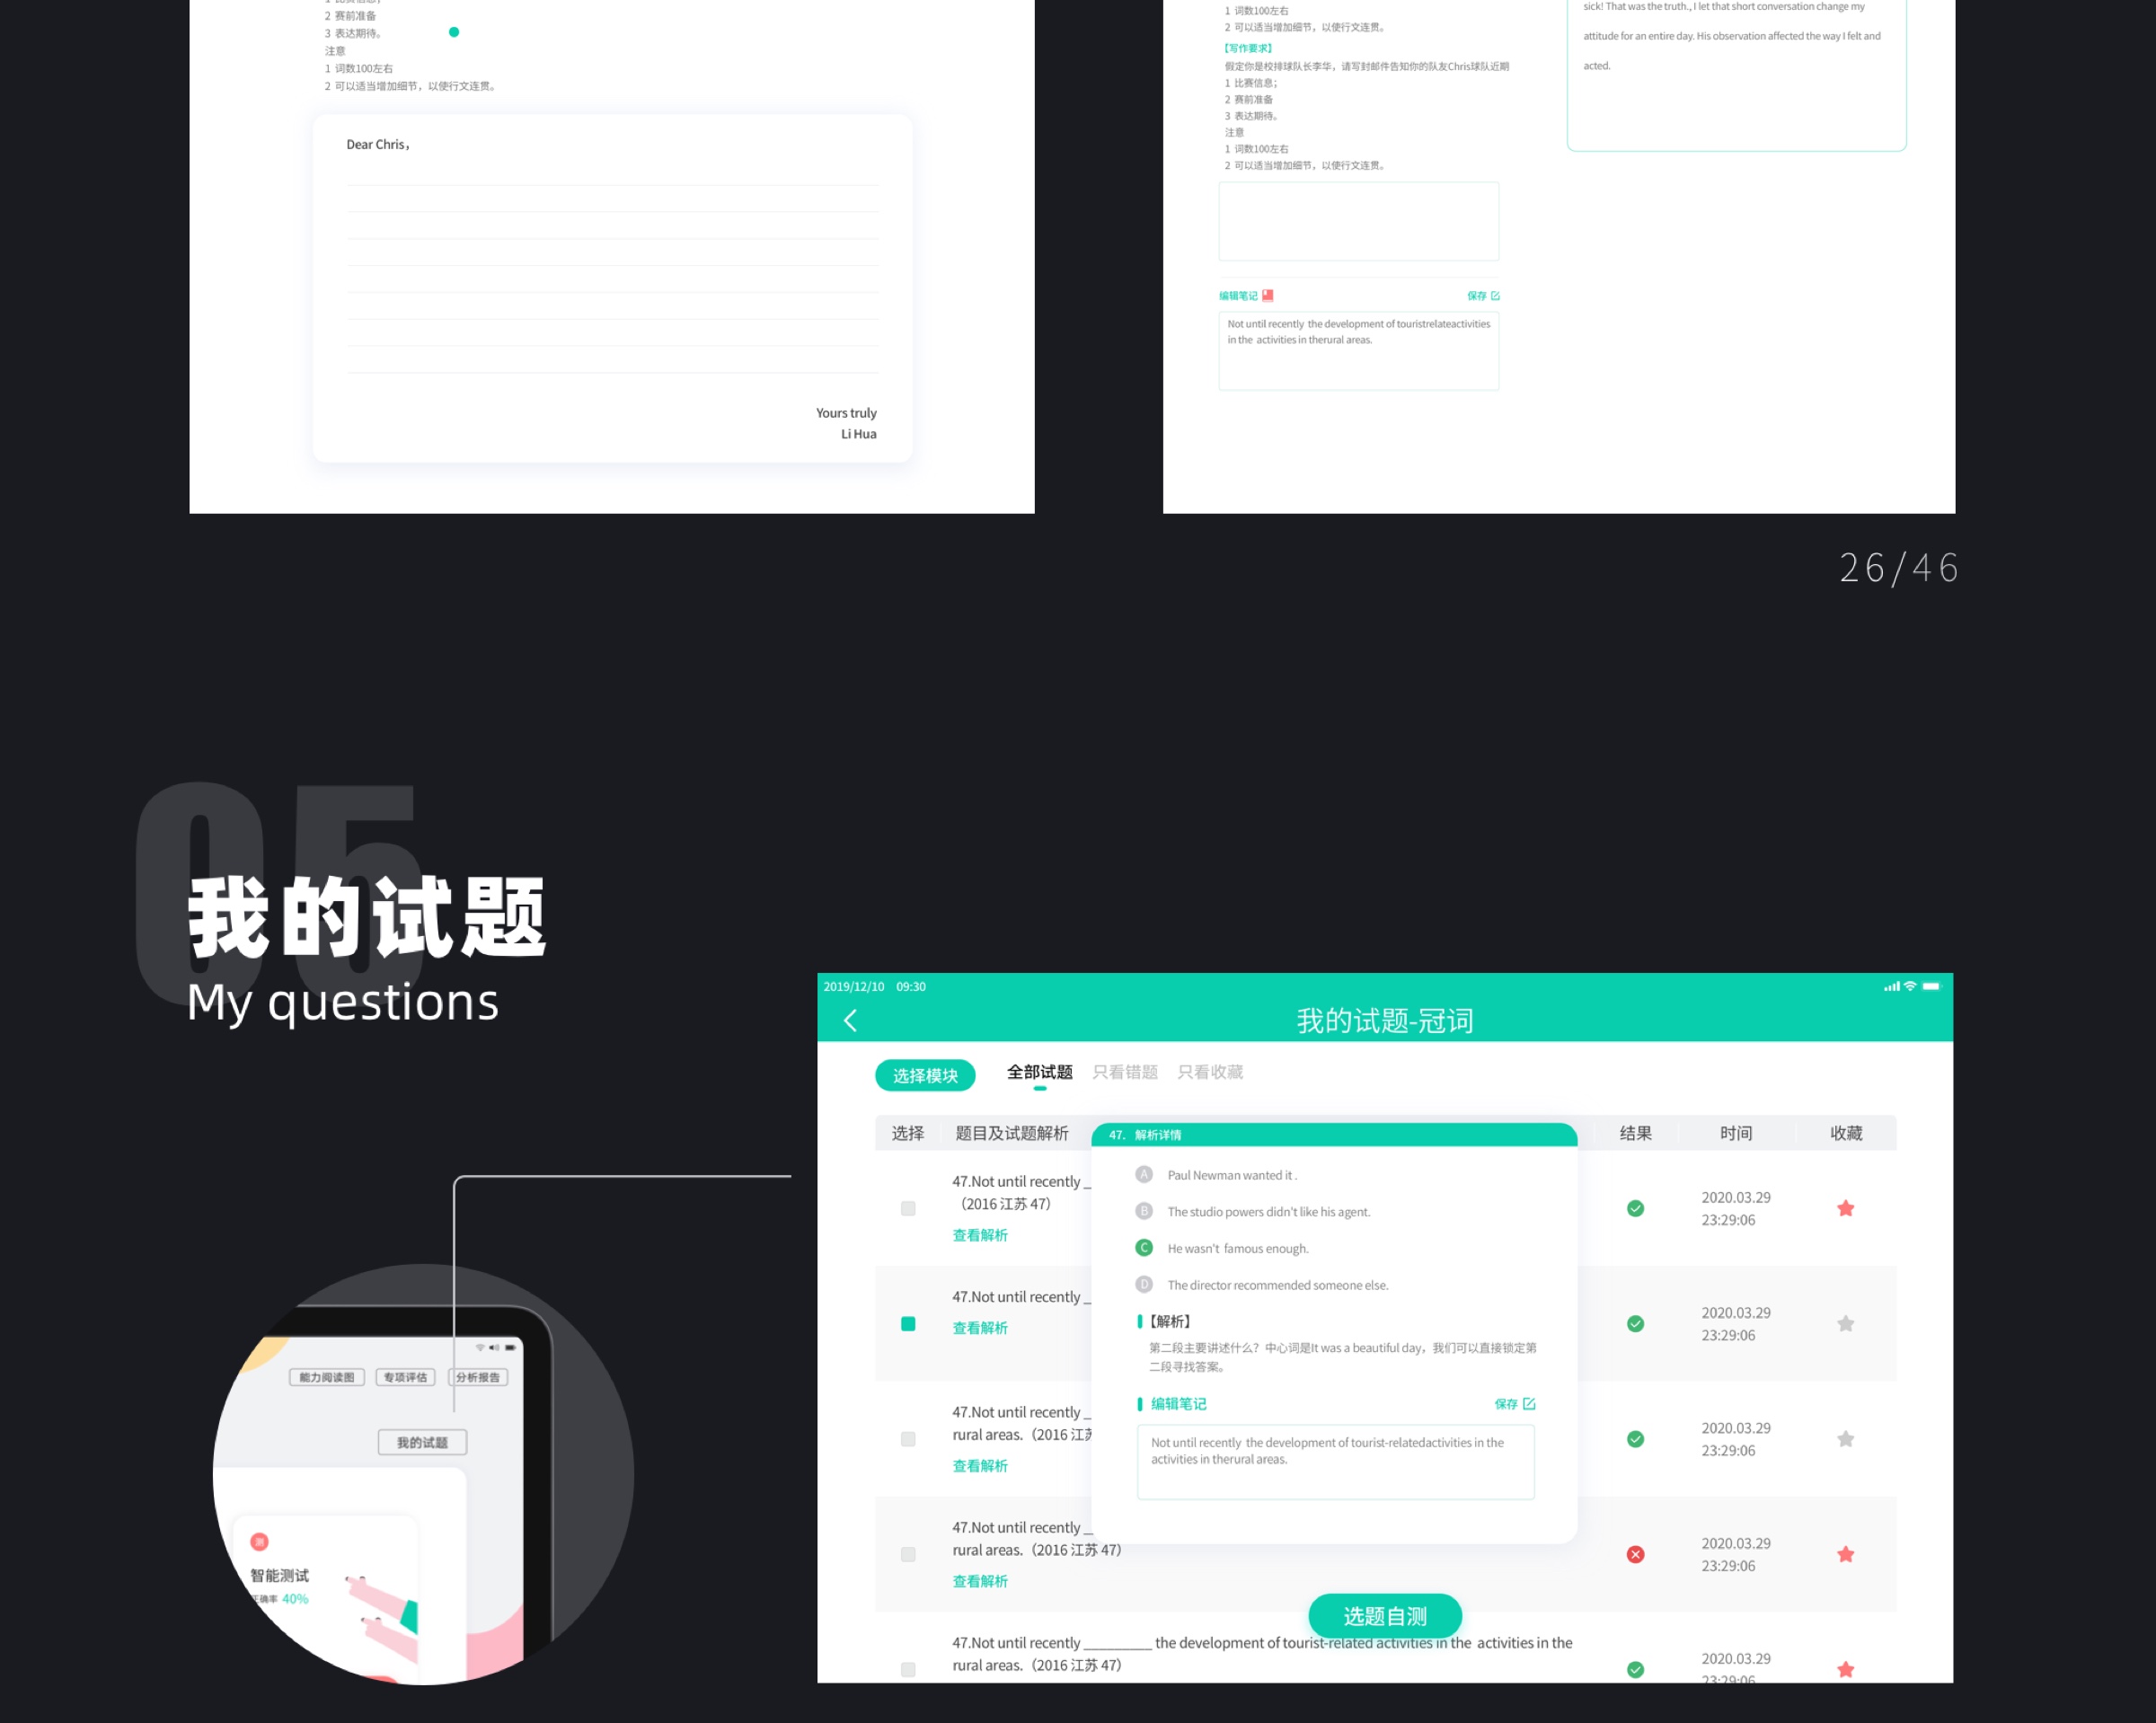 2 赛前准备
3 表达期待。
注意
1 词数100左右
2 可以适当增加细节，以使行文连贯。
Dear Chris,
Yours truly
Li Hua
1 词数100左右
2 可以适当增加细节，以使行文连贯。
【写作要求】
假定你是校排球队长李华，请写封邮件告知你的队友Chris球队近期
1 比赛信息；
2 赛前准备
3 表达期待。
注意
1 词数100左右
2 可以适当增加细节，以使行文连贯。
编辑笔记
保存
Not until recently the development of touristrelateactivities
in the activities in therural areas.
sick! That was the truth., I let that short conversation change my
attitude for an entire day. His observation affected the way I felt and
acted.
26/46
05
我的试题
My questions
能力阅读图
专项评估
分析报告
我的试题
测
智能测试
正确率 40%
2019/12/10 09:30
我的试题-冠词
选择模块
全部试题
只看错题
只看收藏
选择
题目及试题解析
结果
时间
收藏
47.Not until recently _
（2016 江苏 47）
查看解析
2020.03.29
23:29:06
47.Not until recently _
查看解析
2020.03.29
23:29:06
47.Not until recently _
rural areas.（2016 江苏
查看解析
2020.03.29
23:29:06
47.Not until recently _
rural areas.（2016 江苏 47）
查看解析
2020.03.29
23:29:06
47.Not until recently _________ the development of tourist-related activities in the activities in the
rural areas.（2016 江苏 47）
2020.03.29
23:29:06
47. 解析详情
A Paul Newman wanted it .
B The studio powers didn't like his agent.
C He wasn't famous enough.
D The director recommended someone else.
【解析】
第二段主要讲述什么？中心词是It was a beautiful day，我们可以直接锁定第
二段寻找答案。
编辑笔记
保存
Not until recently the development of tourist-relatedactivities in the
activities in therural areas.
选题自测